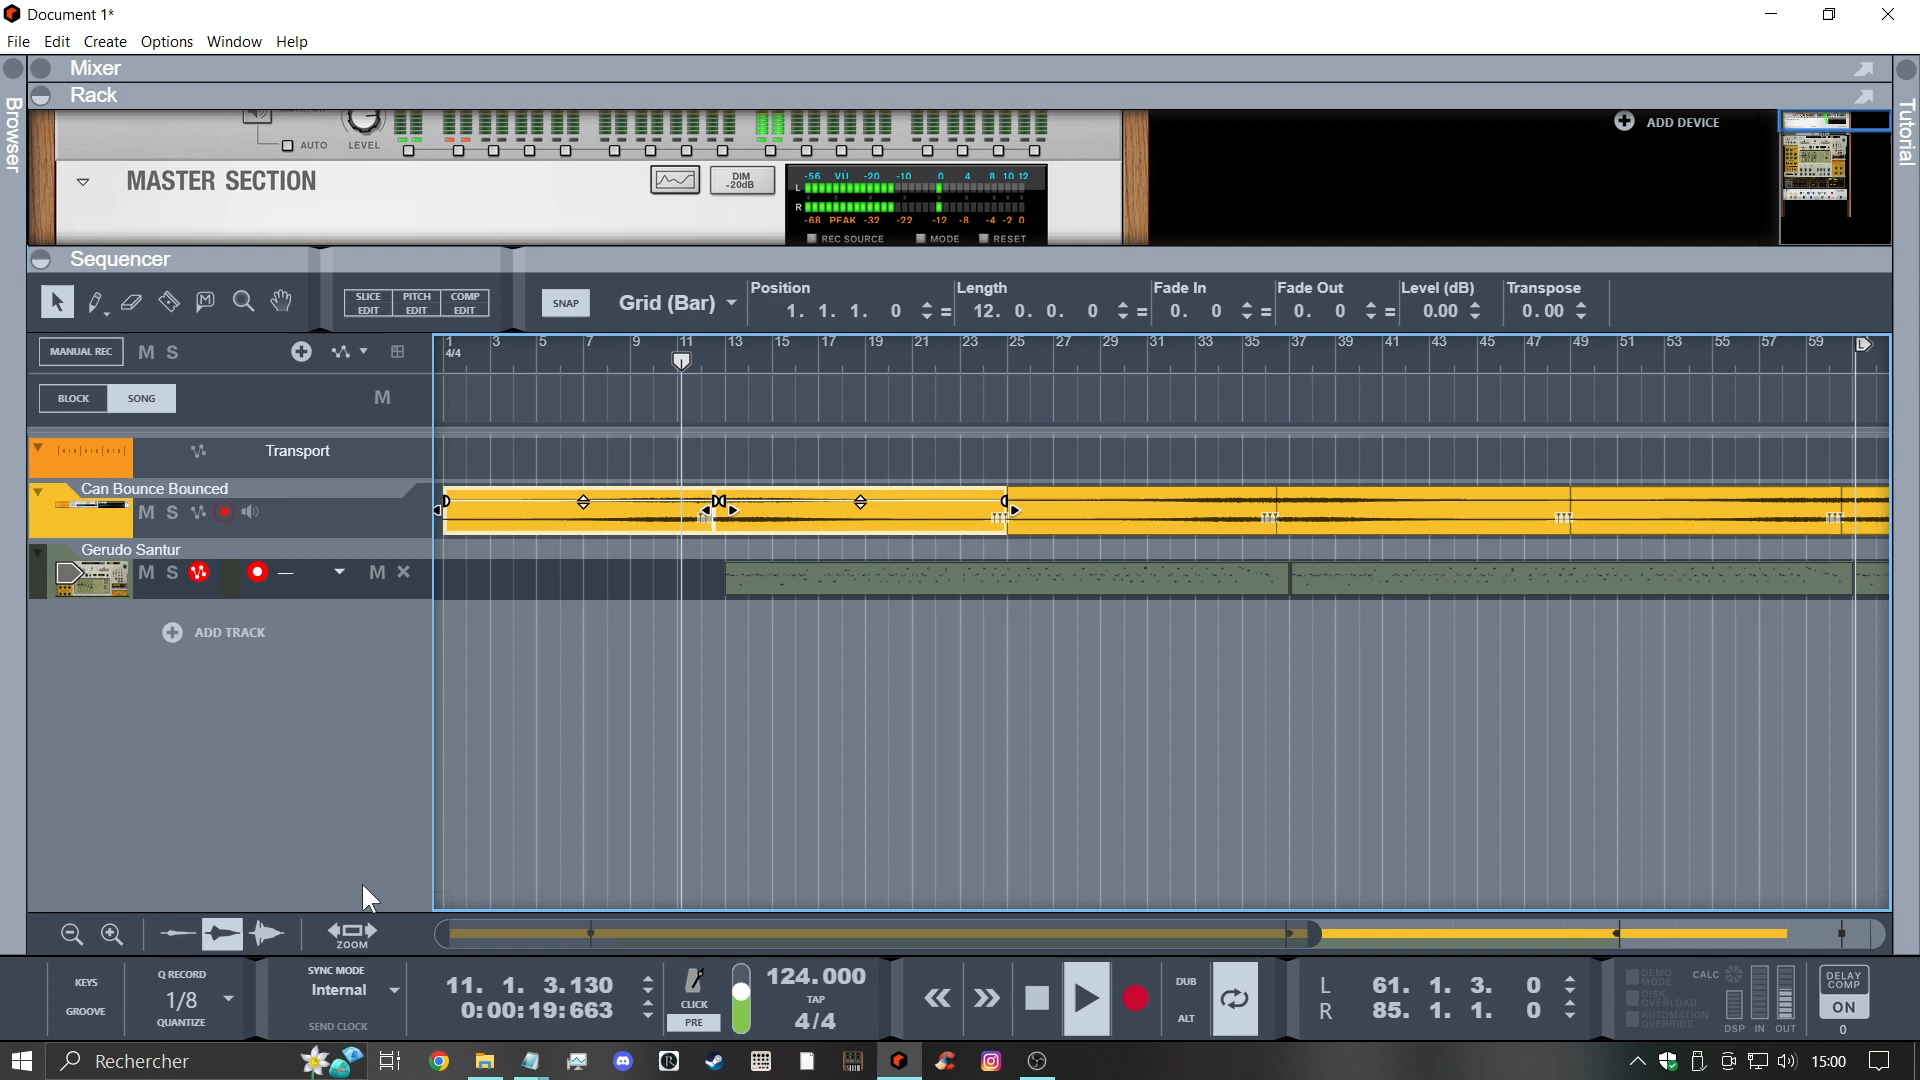 Document 1*
File Edit Create Options Window Help
Mixer
Rack
Browser
Tutorial
AUTO LEVEL
ADD DEVICE
MASTER SECTION
DIM -20dB
-56 VU -20 -10 0 4 8 10 12
L
R
-68 PEAK -32 -22 -12 -8 -4 -2 0
REC SOURCE MODE RESET
Sequencer
SLICE EDIT PITCH EDIT COMP EDIT
SNAP
Grid (Bar)
Position
1. 1. 1. 0
Length
12. 0. 0. 0
Fade In
0. 0
Fade Out
0. 0
Level (dB)
0.00
Transpose
0.00
MANUAL REC M S
1 3 5 7 9 11 13 15 17 19 21 23 25 27 29 31 33 35 37 39 41 43 45 47 49 51 53 55 57 59 L
4/4
BLOCK SONG M
Transport
Can Bounce Bounced
M S
Gerudo Santur
M S — M
ADD TRACK
ZOOM
KEYS
GROOVE
Q RECORD
1/8
QUANTIZE
SYNC MODE
Internal
SEND CLOCK
11. 1. 3.130
0:00:19:663
CLICK
PRE
124.000
TAP
4/4
DUB
ALT
L 61. 1. 3. 0
R 85. 1. 1. 0
DEMO MODE
DISK OVERLOAD
AUTOMATION OVERRIDE
CALC
DSP IN OUT
DELAY COMP
ON
0
Rechercher
15:00